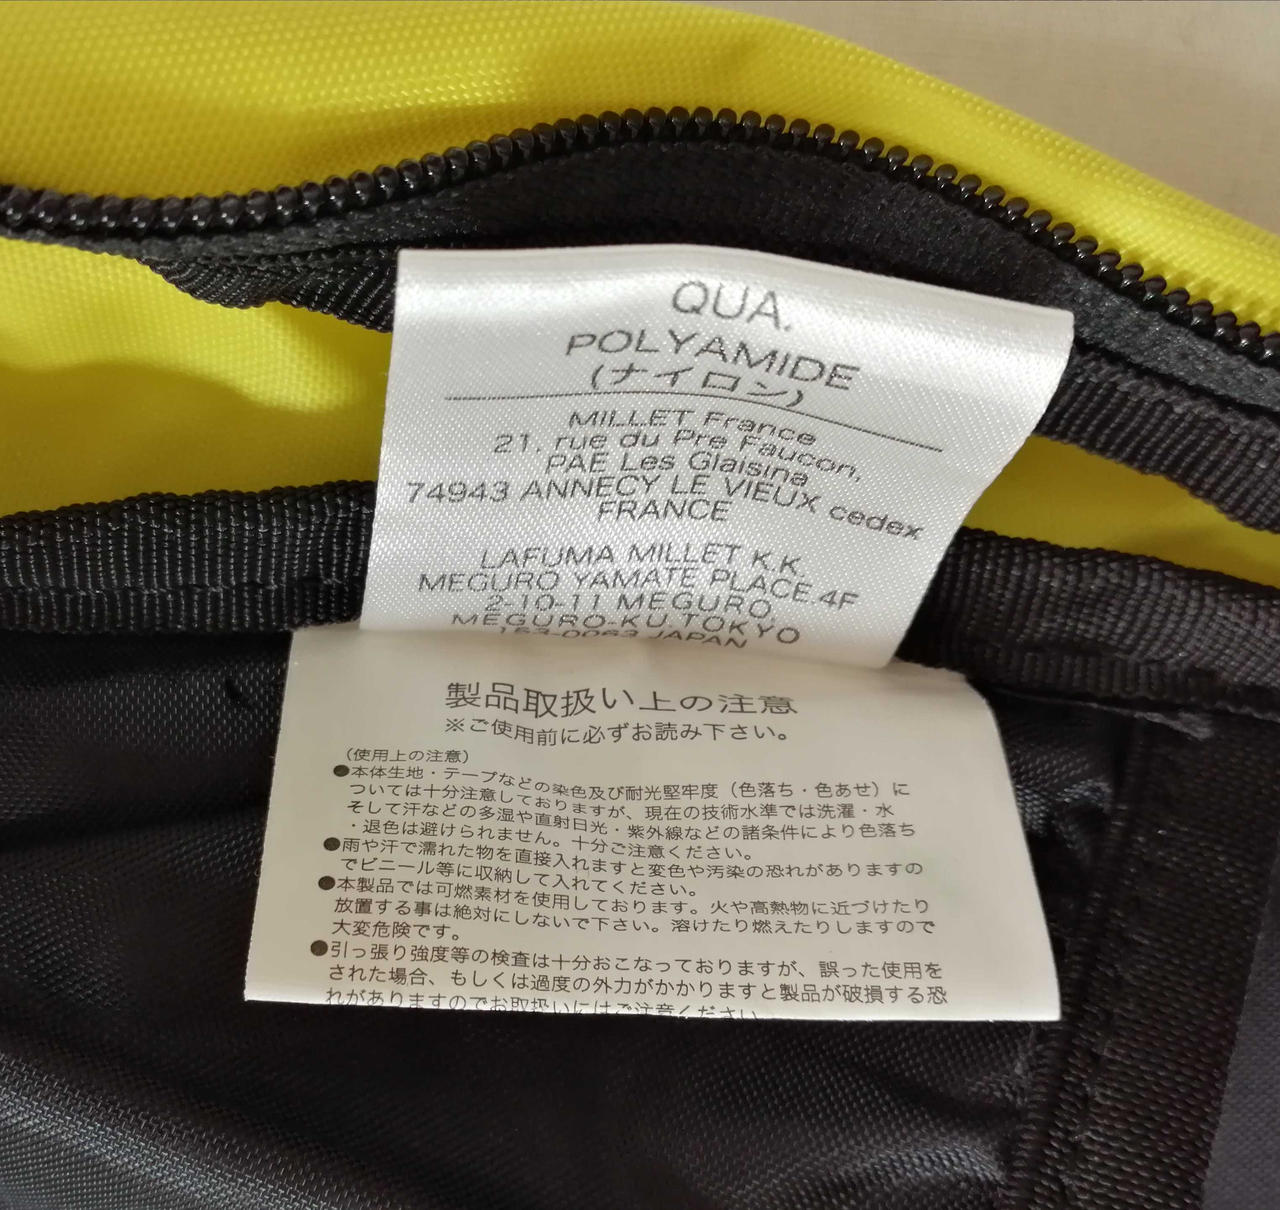 QUA.
POLYAMIDE
(ナイロン)
MILLET France
21, rue du Pre Faucon,
PAE Les Glaisina
74943 ANNECY LE VIEUX cedex
FRANCE
LAFUMA MILLET K.K.
MEGURO YAMATE PLACE.4F
2-10-11 MEGURO,
MEGURO-KU.TOKYO
153-0063 JAPAN
製品取扱い上の注意
※ご使用前に必ずお読み下さい。
(使用上の注意)
●本体生地・テープなどの染色及び耐光堅牢度（色落ち・色あせ）に
ついては十分注意しておりますが、現在の技術水準では洗濯・水
そして汗などの多湿や直射日光・紫外線などの諸条件により色落ち
・退色は避けられません。十分ご注意ください。
●雨や汗で濡れた物を直接入れますと変色や汚染の恐れがありますの
でビニール等に収納して入れてください。
●本製品では可燃素材を使用しております。火や高熱物に近づけたり
放置する事は絶対にしないで下さい。溶けたり燃えたりしますので
大変危険です。
●引っ張り強度等の検査は十分おこなっておりますが、誤った使用を
された場合、もしくは過度の外力がかかりますと製品が破損する恐
れがありますのでお取扱いにはご注意ください